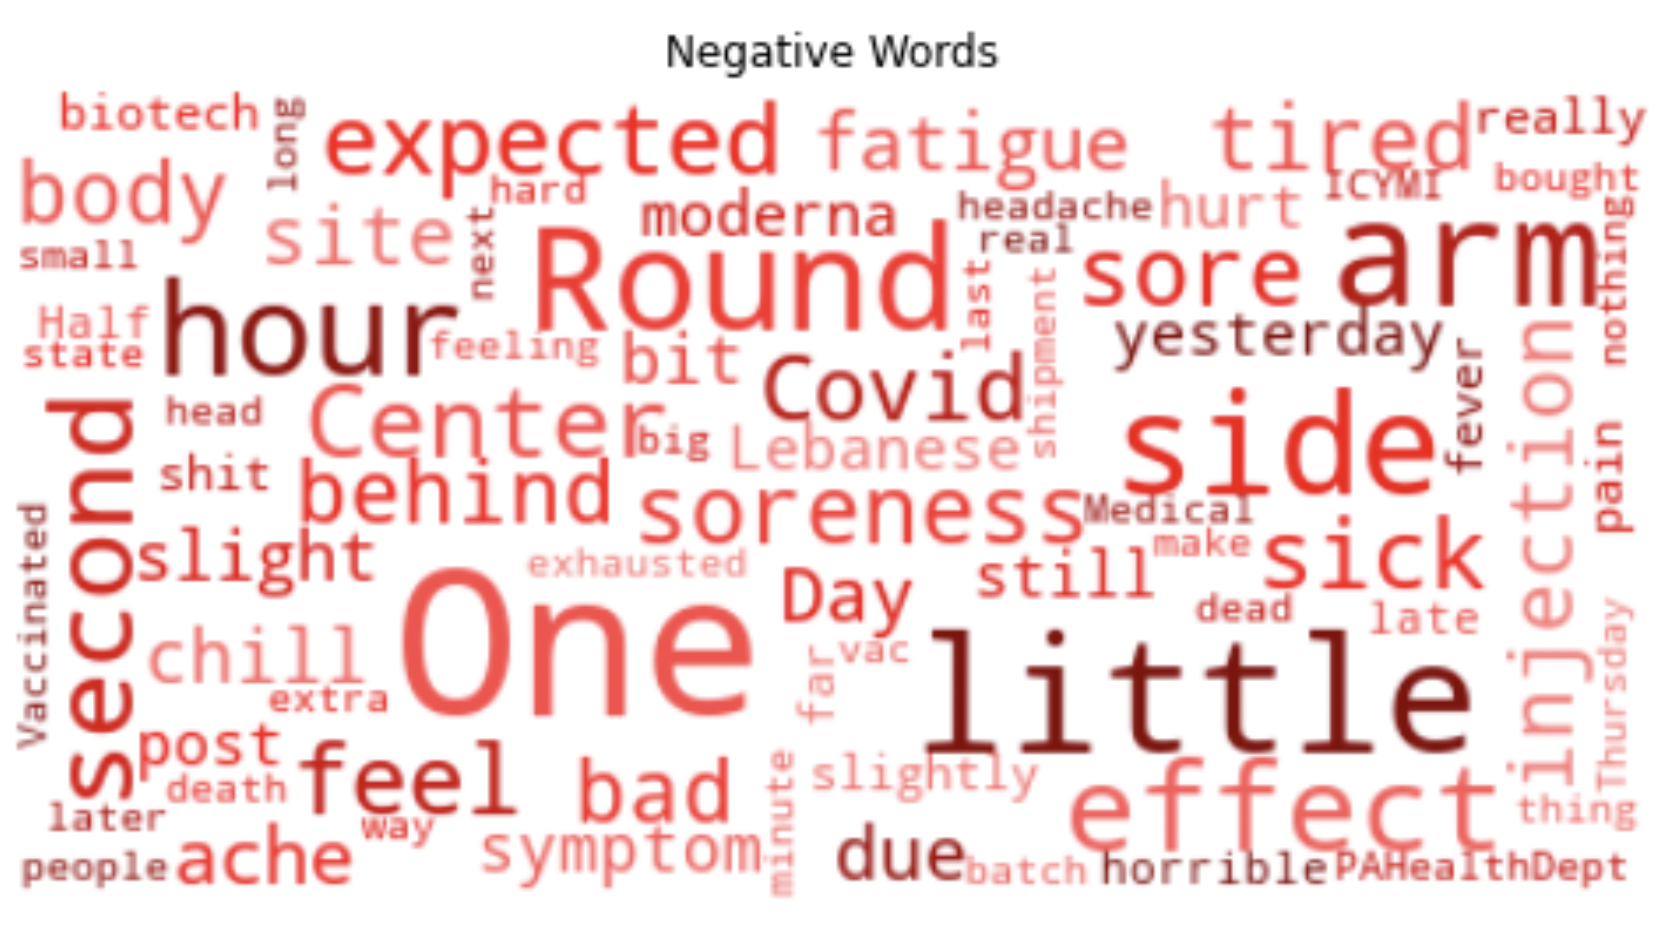 Negative Words
biotech
long
expected
fatigue
tired
really
body
hard
ICYMI
bought
site
next
moderna
headache
hurt
nothing
small
Round
real
sore
arm
hour
last
shipment
yesterday
Half
state
feeling
bit
Covid
fever
injection
second
head
Center
big
Lebanese
side
pain
shit
behind
soreness
Medical
Vaccinated
slight
exhausted
still
make
sick
One
Day
dead
late
chill
far
vac
little
Thursday
extra
post
feel
bad
minute
slightly
effect
thing
death
later
way
people
ache
symptom
due
batch
horrible
PAHealthDept